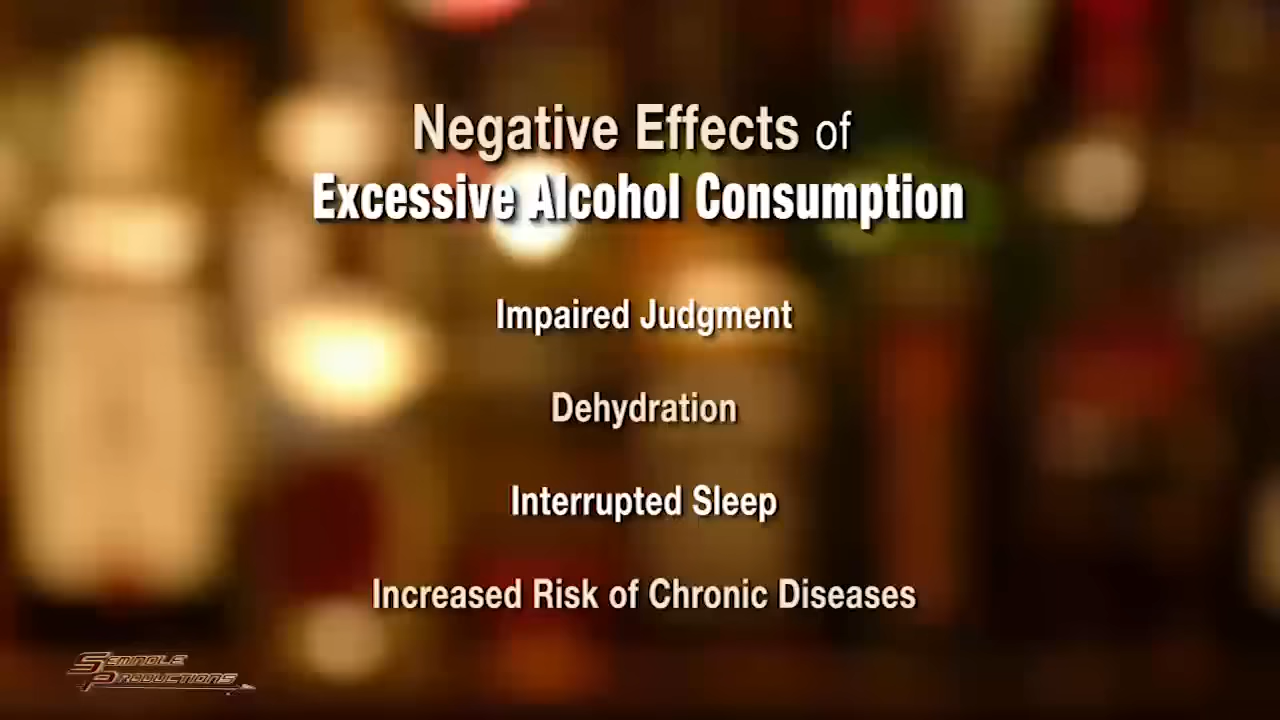 Negative Effects of
Excessive Alcohol Consumption
Impaired Judgment
Dehydration
Interrupted Sleep
Increased Risk of Chronic Diseases
SEMINOLE
PRODUCTIONS